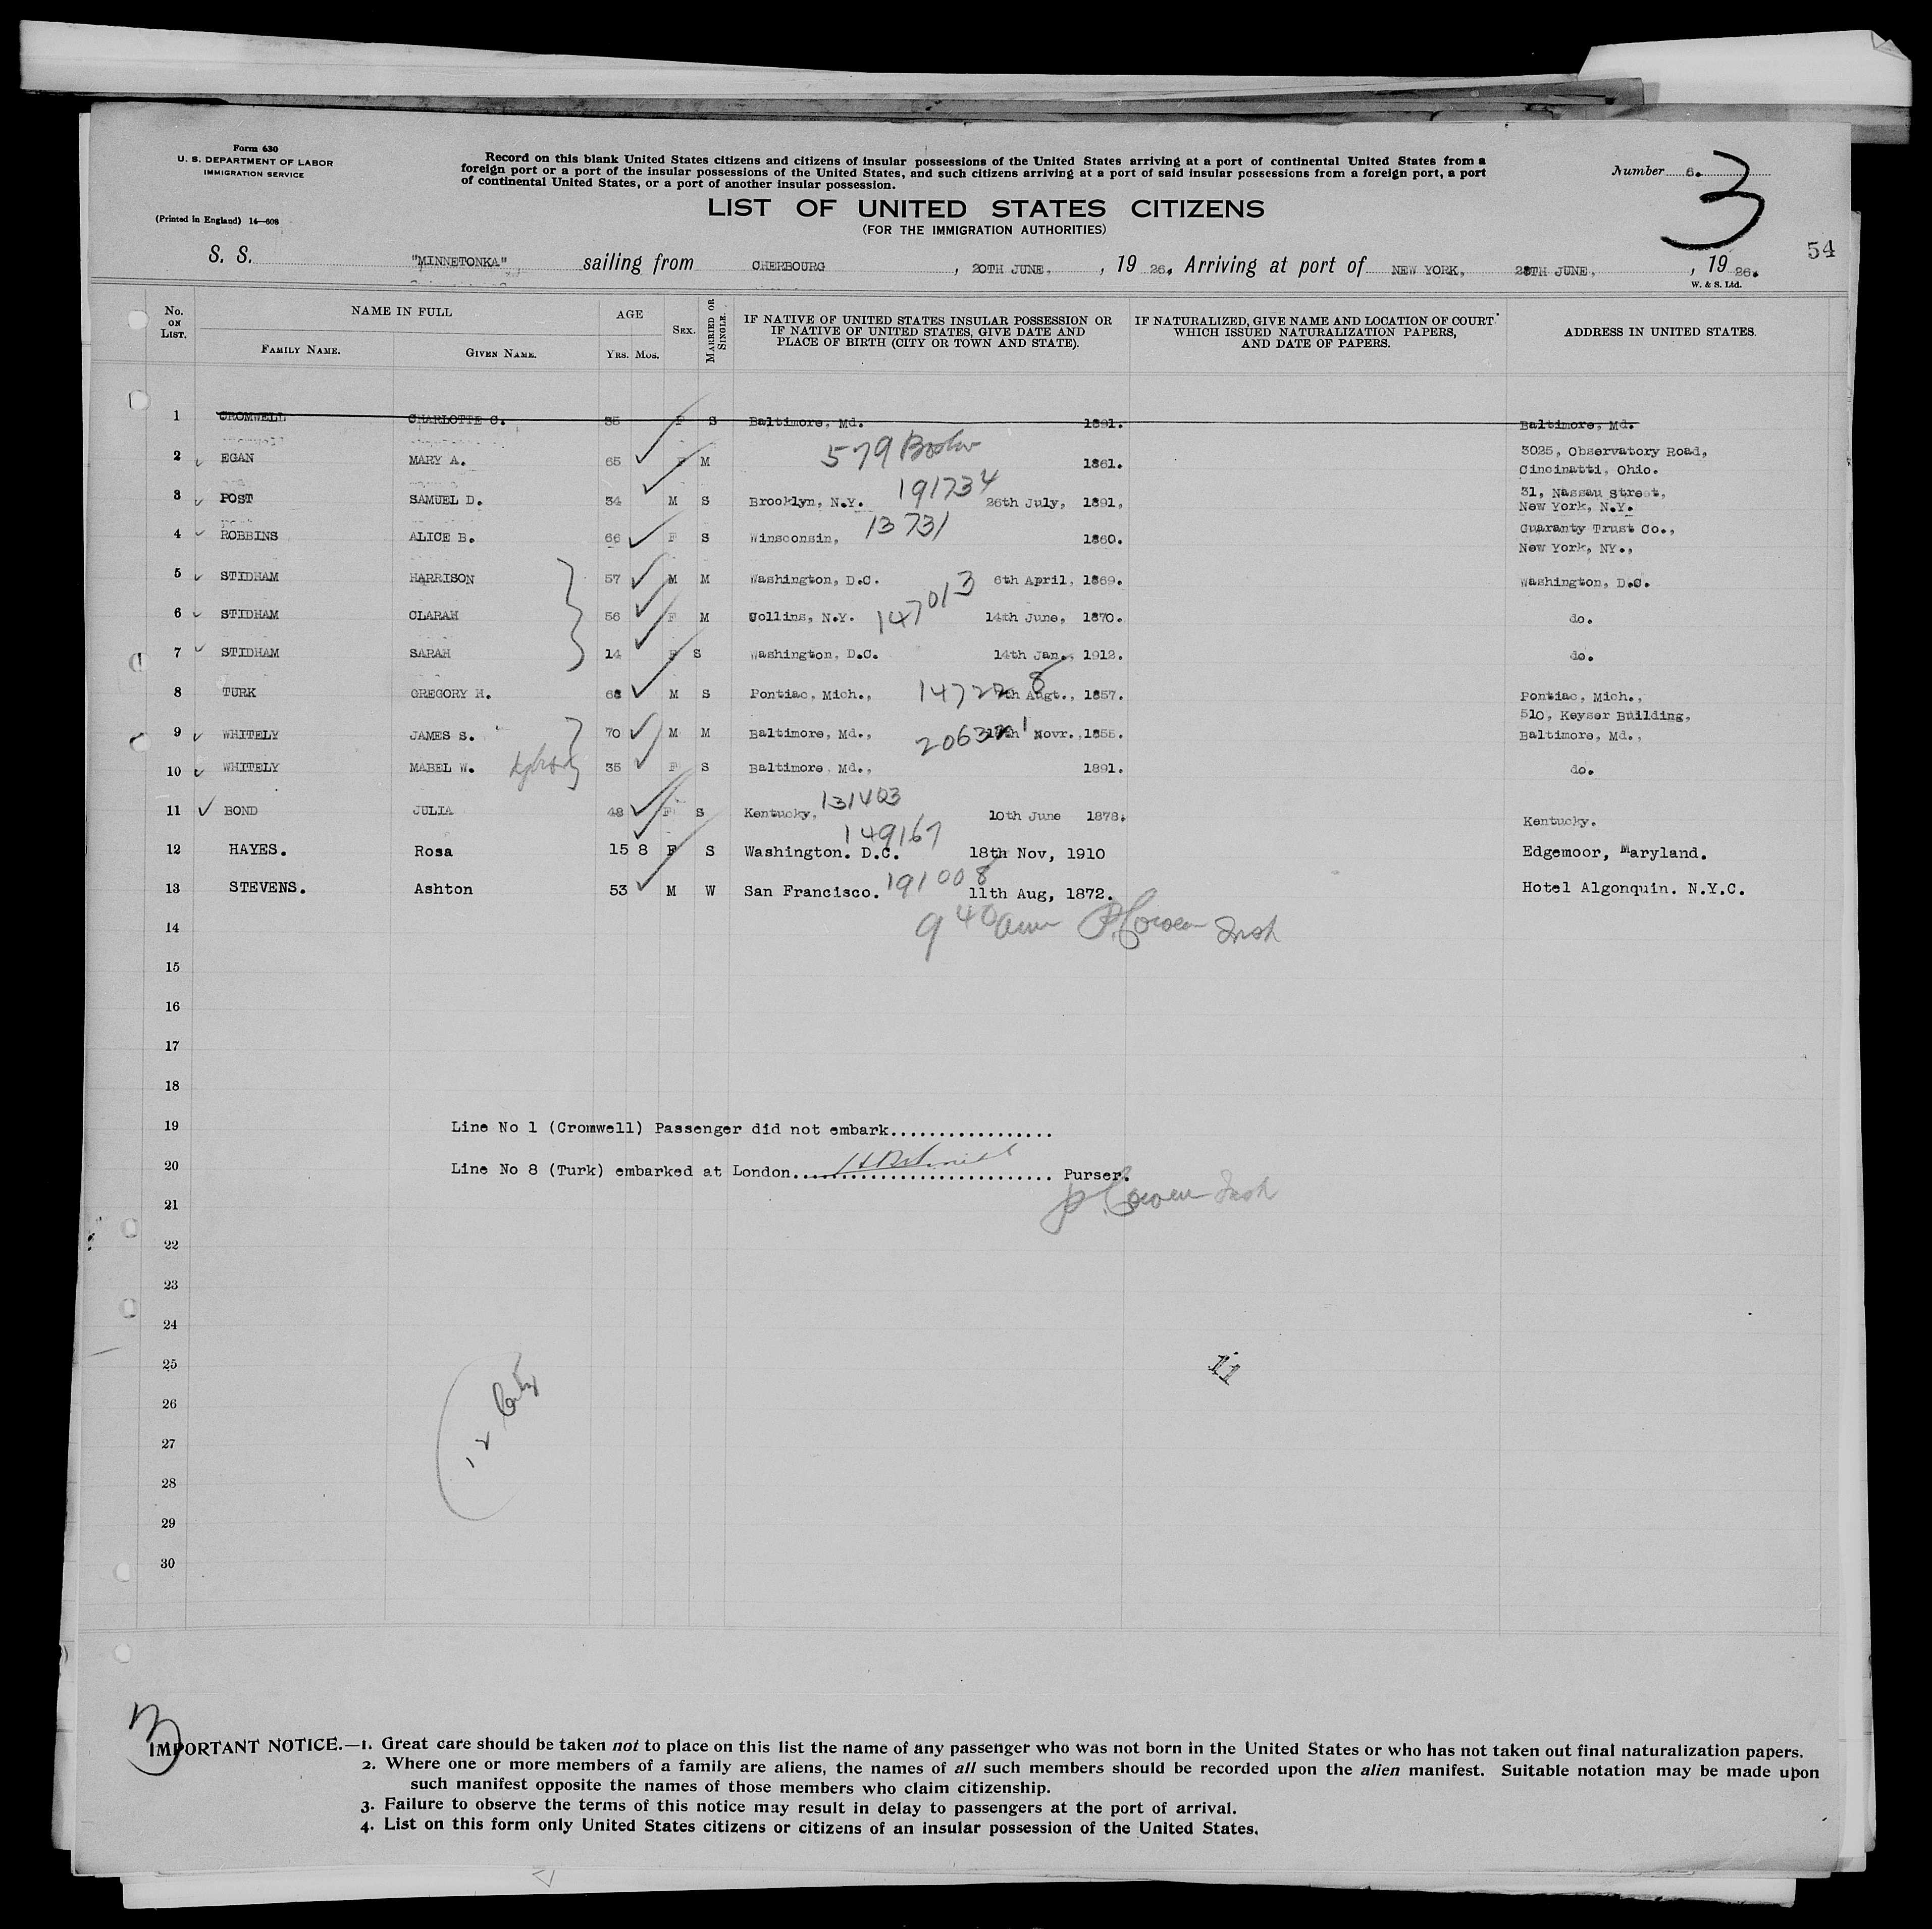 Form 630
U. S. DEPARTMENT OF LABOR
IMMIGRATION SERVICE
(Printed in England) 14—608
Record on this blank United States citizens and citizens of insular possessions of the United States arriving at a port of continental United States from a
foreign port or a port of the insular possessions of the United States, and such citizens arriving at a port of said insular possessions from a foreign port, a port
of continental United States, or a port of another insular possession.
Number 6.
3
LIST OF UNITED STATES CITIZENS
(FOR THE IMMIGRATION AUTHORITIES)
54
S. S. "MINNETONKA" sailing from CHERBOURG, 20TH JUNE, 1926. Arriving at port of NEW YORK, 28TH JUNE, 1926.
W. & S. Ltd.
No. ON LIST. NAME IN FULL AGE SEX. MARRIED OR SINGLE. IF NATIVE OF UNITED STATES INSULAR POSSESSION OR IF NATIVE OF UNITED STATES, GIVE DATE AND PLACE OF BIRTH (CITY OR TOWN AND STATE). IF NATURALIZED, GIVE NAME AND LOCATION OF COURT WHICH ISSUED NATURALIZATION PAPERS, AND DATE OF PAPERS. ADDRESS IN UNITED STATES.
FAMILY NAME. GIVEN NAME. YRS. MOS.
1 CROMWELL CHARLOTTE C. 35 F S Baltimore, Md. 1891. Baltimore, Md.
579
2 EGAN MARY A. 65 F M 1861. 3025, Observatory Road,
Cincinatti, Ohio.
191734
3 POST SAMUEL D. 34 M S Brooklyn, N.Y. 26th July, 1891, 31, Nassau Street,
New York, N.Y.
13731
4 ROBBINS ALICE B. 66 F S Winsconsin, 1860. Guaranty Trust Co.,
New York, NY.,
5 STIDHAM HARRISON 57 M M Washington, D.C. 6th April, 1869. Washington, D.C.
147013
6 STIDHAM CLARAH 56 F M Collins, N.Y. 14th June, 1870. do.
7 STIDHAM SARAH 14 F S Washington, D.C. 14th Jan., 1912. do.
8 TURK GREGORY H. 68 M S Pontiac, Mich., Augt., 1857. Pontiac, Mich.,
510, Keyser Building,
9 WHITELY JAMES S. 70 M M Baltimore, Md., Novr. 1855. Baltimore, Md.,
10 WHITELY MABEL W. 35 F S Baltimore, Md., 1891. do.
131403
11 BOND JULIA 48 F S Kentucky, 10th June 1878. Kentucky.
149167
12 HAYES. Rosa 15 8 F S Washington. D.C. 18th Nov, 1910 Edgemoor, Maryland.
191008
13 STEVENS. Ashton 53 M W San Francisco. 11th Aug, 1872. Hotel Algonquin. N.Y.C.
14 9 40 am P. Cowen Insp
15
16
17
18
19 Line No 1 (Cromwell) Passenger did not embark.................
20 Line No 8 (Turk) embarked at London........................... Purser.
21 P. Cowen Insp
22
23
24
25 11
26
27
28
29
30
3
IMPORTANT NOTICE.—1. Great care should be taken not to place on this list the name of any passenger who was not born in the United States or who has not taken out final naturalization papers.
2. Where one or more members of a family are aliens, the names of all such members should be recorded upon the alien manifest. Suitable notation may be made upon
such manifest opposite the names of those members who claim citizenship.
3. Failure to observe the terms of this notice may result in delay to passengers at the port of arrival.
4. List on this form only United States citizens or citizens of an insular possession of the United States.